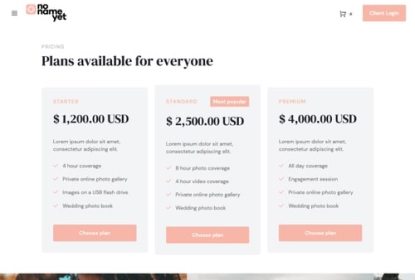 no
name
yet
Client Login
PRICING
Plans available for everyone
STARTER
$ 1,200.00 USD
Lorem ipsum dolor sit amet,
consectetur adipiscing elit.
4 hour coverage
Private online photo gallery
Images on a USB flash drive
Wedding photo book
Choose plan
STANDARD
Most popular
$ 2,500.00 USD
Lorem ipsum dolor sit amet,
consectetur adipiscing elit.
8 hour photo coverage
4 hour video coverage
Private online photo gallery
Wedding photo book
Choose plan
PREMIUM
$ 4,000.00 USD
Lorem ipsum dolor sit amet,
consectetur adipiscing elit.
All day coverage
Engagement session
Private online photo gallery
Wedding photo book
Choose plan